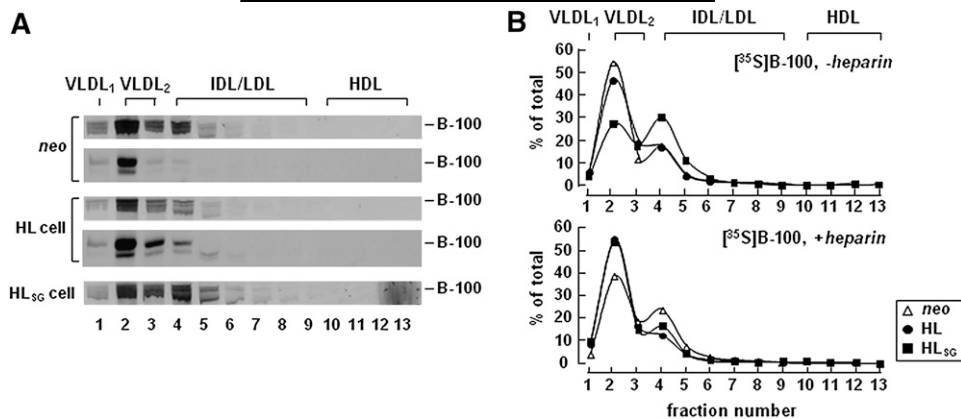 A
VLDL1 VLDL2 IDL/LDL HDL
neo
B-100
B-100
HL cell
B-100
B-100
HLSG cell
B-100
1 2 3 4 5 6 7 8 9 10 11 12 13
B
VLDL1 VLDL2 IDL/LDL HDL
[35S]B-100, -heparin
% of total
60
50
40
30
20
10
0
1 2 3 4 5 6 7 8 9 10 11 12 13
[35S]B-100, +heparin
% of total
60
50
40
30
20
10
0
1 2 3 4 5 6 7 8 9 10 11 12 13
fraction number
neo
HL
HLSG